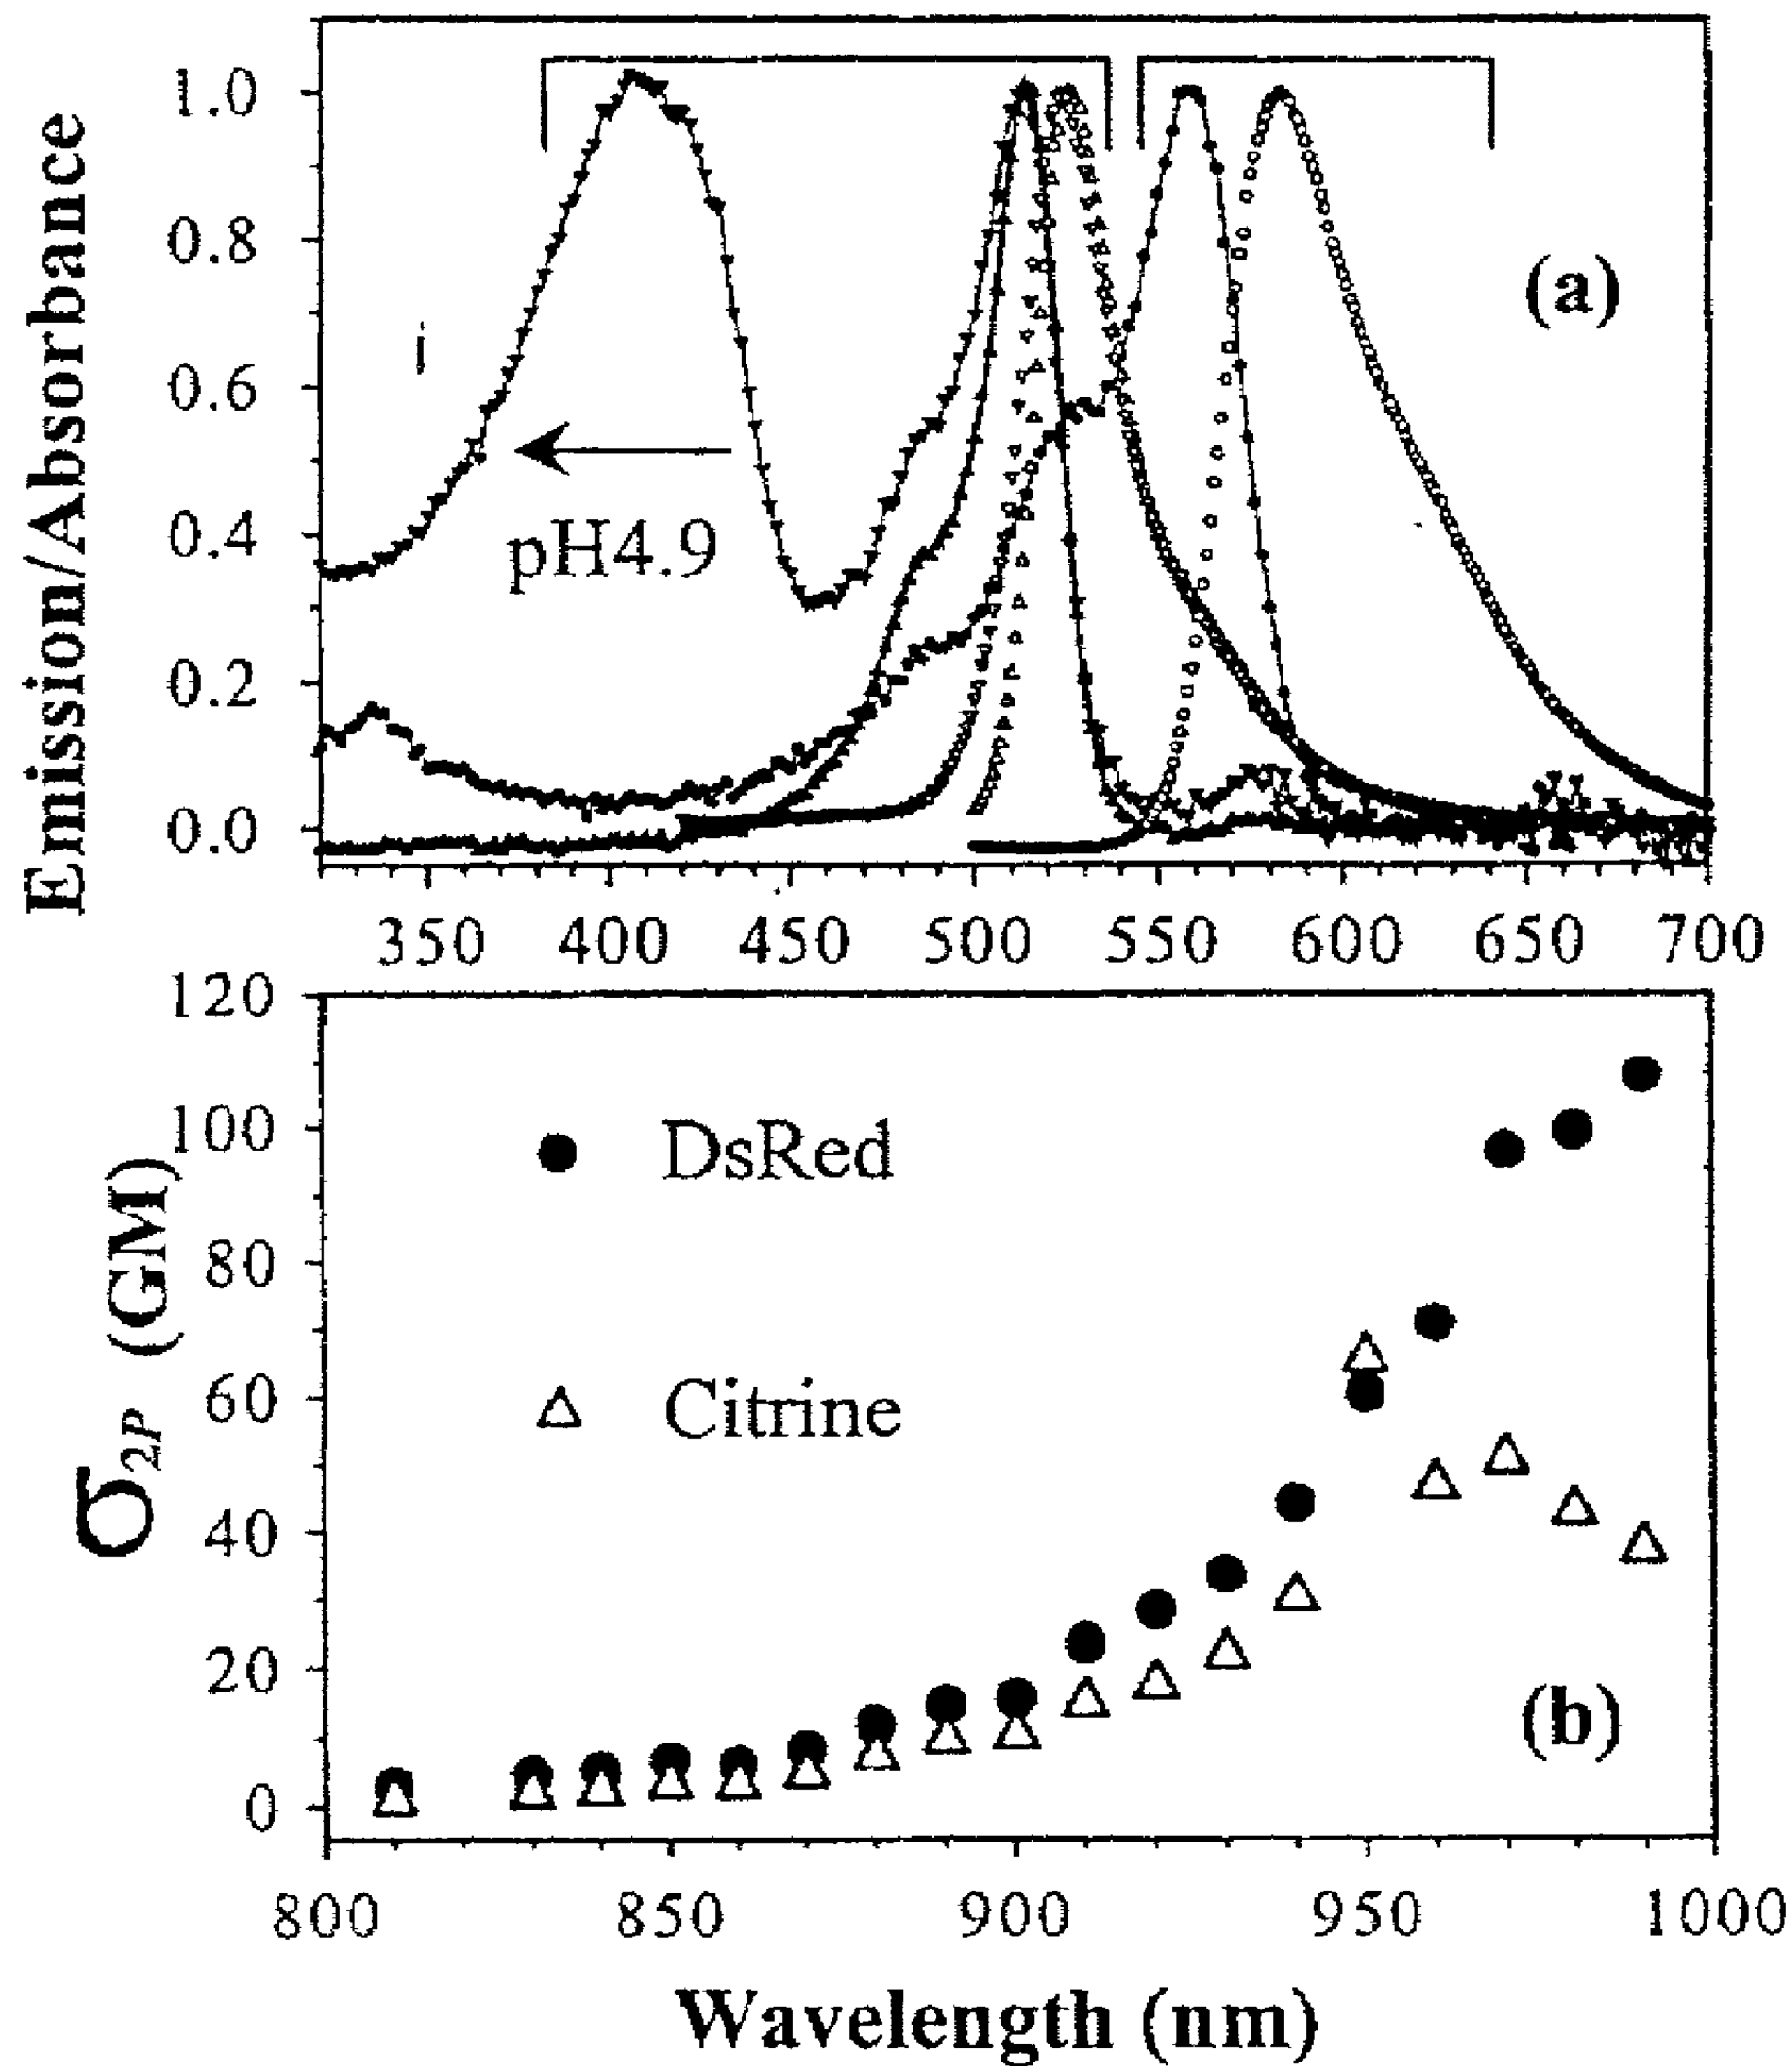 Emission/Absorbance
1.0
0.8
0.6
0.4
0.2
0.0
(a)
pH4.9
350 400 450 500 550 600 650 700
σ2P (GM)
120
100
80
60
40
20
0
DsRed
Citrine
(b)
800 850 900 950 1000
Wavelength (nm)